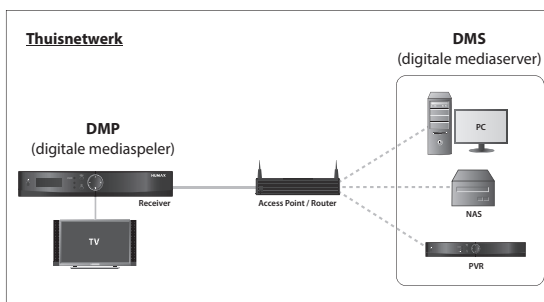 Thuisnetwerk
DMS
(digitale mediaserver)
PC
DMP
(digitale mediaspeler)
HUMAX
Receiver
Access Point / Router
NAS
TV
PVR